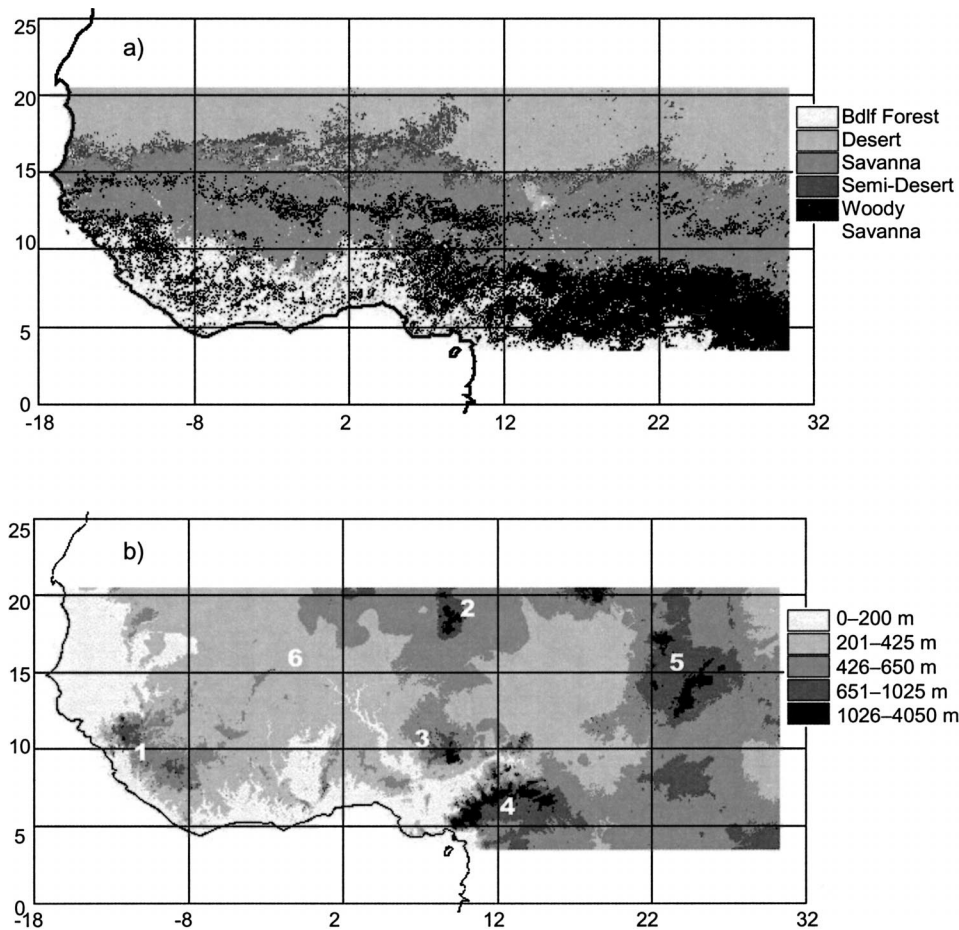 a)
25
20
15
10
5
0
-18
-8
2
12
22
32
Bdlf Forest
Desert
Savanna
Semi-Desert
Woody
Savanna
b)
25
20
15
10
5
0
-18
-8
2
12
22
32
1
2
3
4
5
6
0–200 m
201–425 m
426–650 m
651–1025 m
1026–4050 m